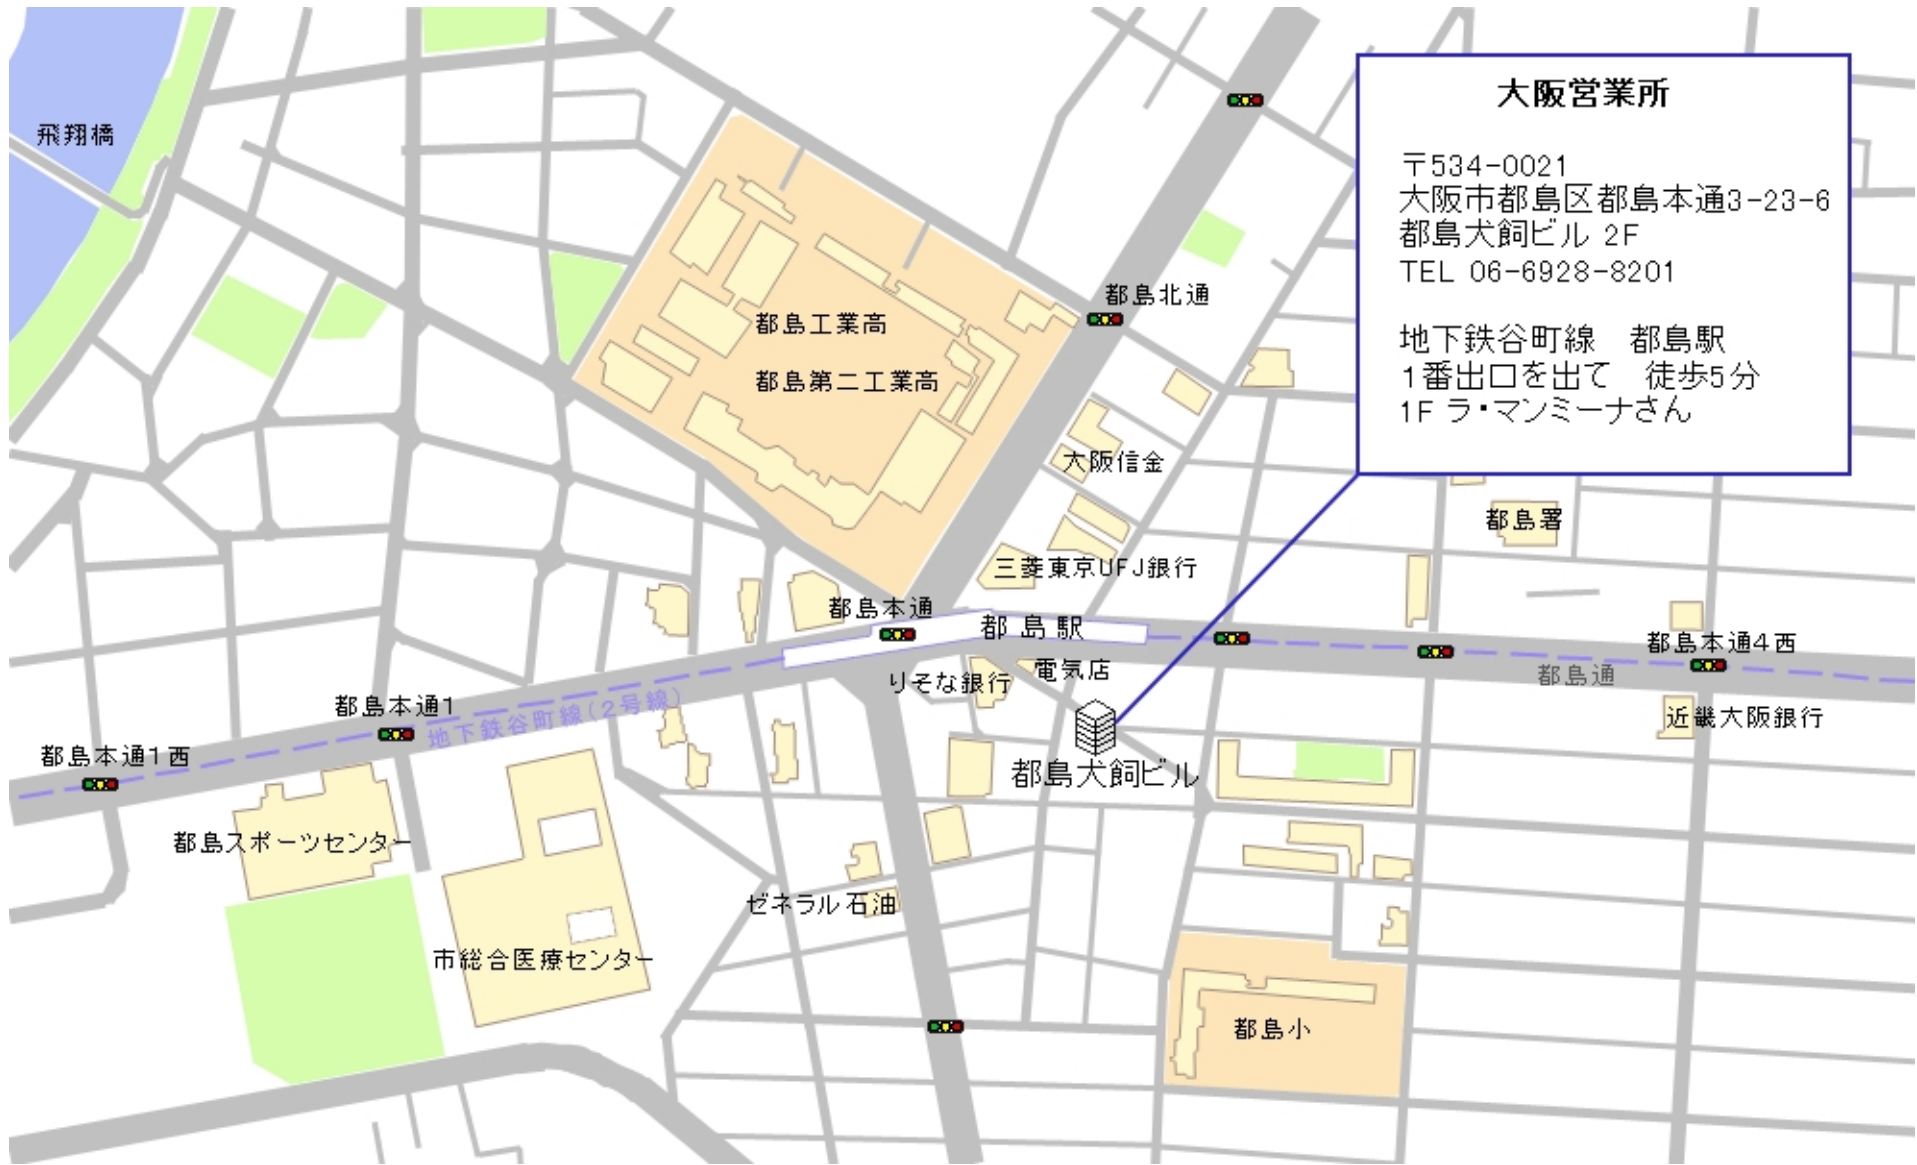 大阪営業所
〒534-0021
大阪市都島区都島本通3-23-6
都島犬飼ビル 2F
TEL 06-6928-8201
地下鉄谷町線　都島駅
1番出口を出て　徒歩5分
1F ラ・マンミーナさん
飛翔橋
都島北通
都島工業高
都島第二工業高
大阪信金
都島署
三菱東京UFJ銀行
都島本通
都島駅
都島本通4西
電気店
都島通
りそな銀行
都島本通1
地下鉄谷町線(2号線)
近畿大阪銀行
都島本通1西
都島犬飼ビル
都島スポーツセンター
ゼネラル石油
市総合医療センター
都島小